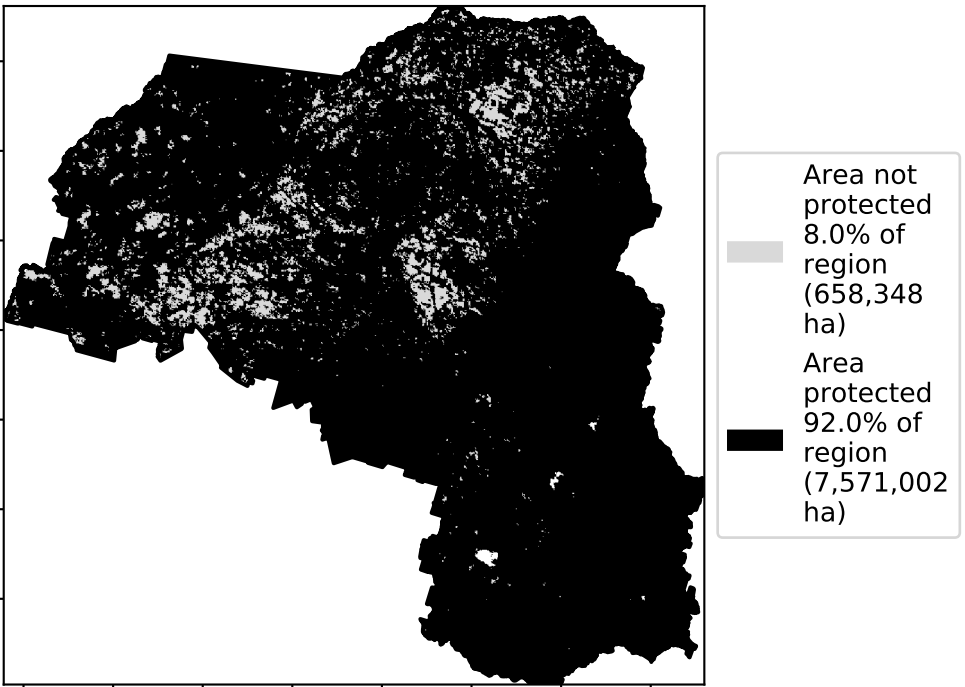 Area not
protected
8.0% of
region
(658,348
ha)
Area
protected
92.0% of
region
(7,571,002
ha)